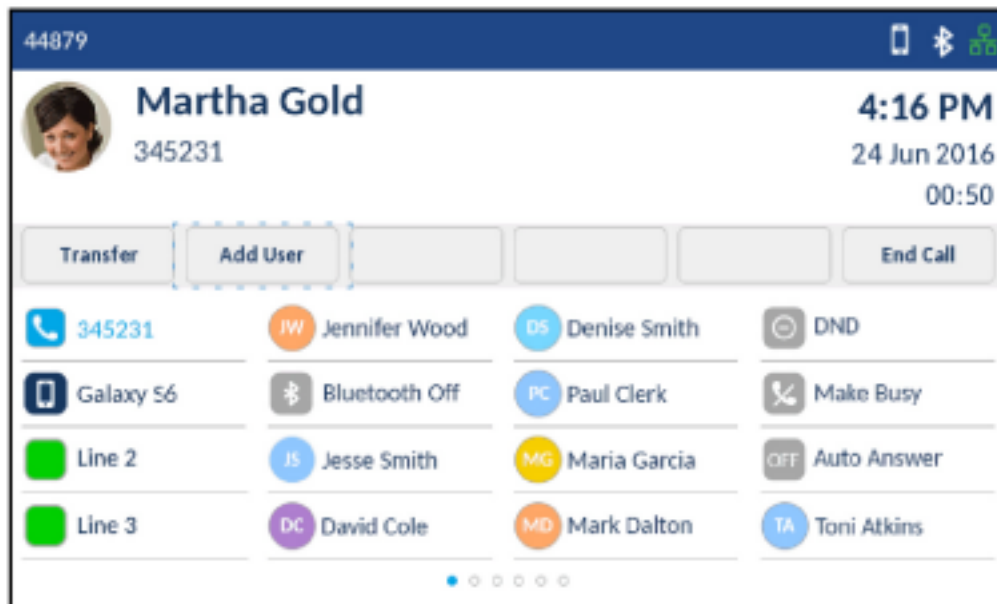 44879
Martha Gold
4:16 PM
345231
24 Jun 2016
00:50
Transfer Add User End Call
345231 JW Jennifer Wood DS Denise Smith DND
Galaxy S6 Bluetooth Off PC Paul Clerk Make Busy
Line 2 JS Jesse Smith MG Maria Garcia OFF Auto Answer
Line 3 DC David Cole MD Mark Dalton TA Toni Atkins